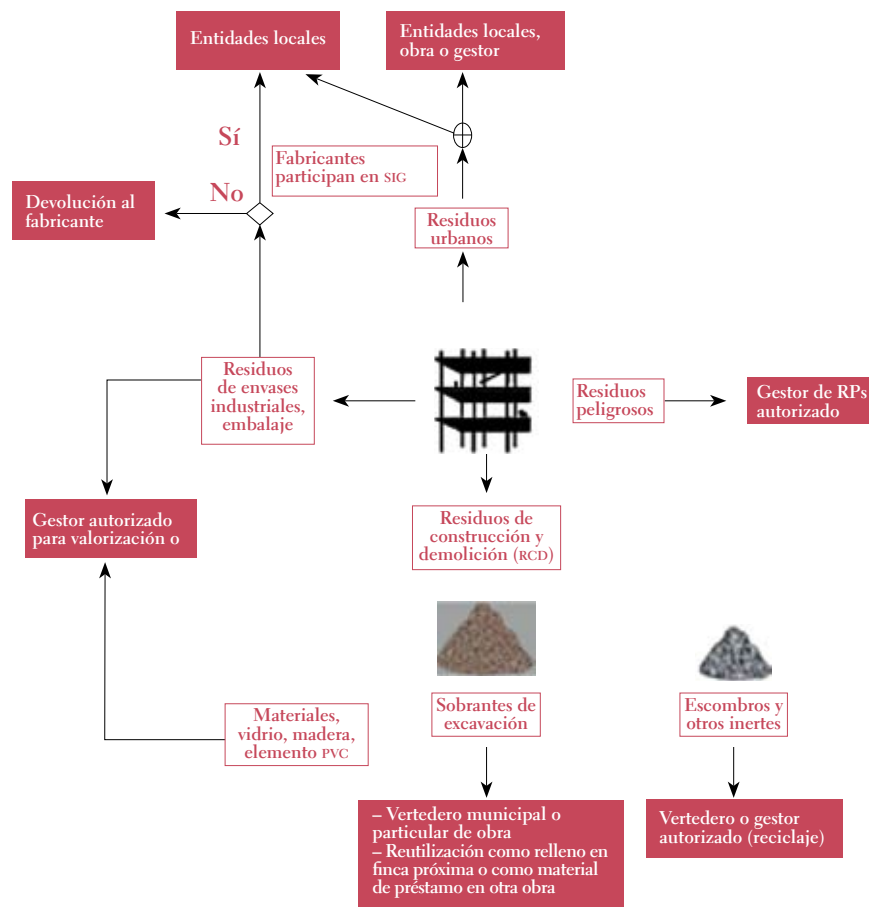 Entidades locales
Entidades locales,
obra o gestor
Sí
Fabricantes
participan en SIG
No
Devolución al
fabricante
Residuos
urbanos
Residuos
de envases
industriales,
embalaje
Residuos
peligrosos
Gestor de RPs
autorizado
Gestor autorizado
para valorización o
Residuos de
construcción y
demolición (RCD)
Materiales,
vidrio, madera,
elemento PVC
Sobrantes de
excavación
Escombros y
otros inertes
– Vertedero municipal o
particular de obra
– Reutilización como relleno en
finca próxima o como material
de préstamo en otra obra
Vertedero o gestor
autorizado (reciclaje)